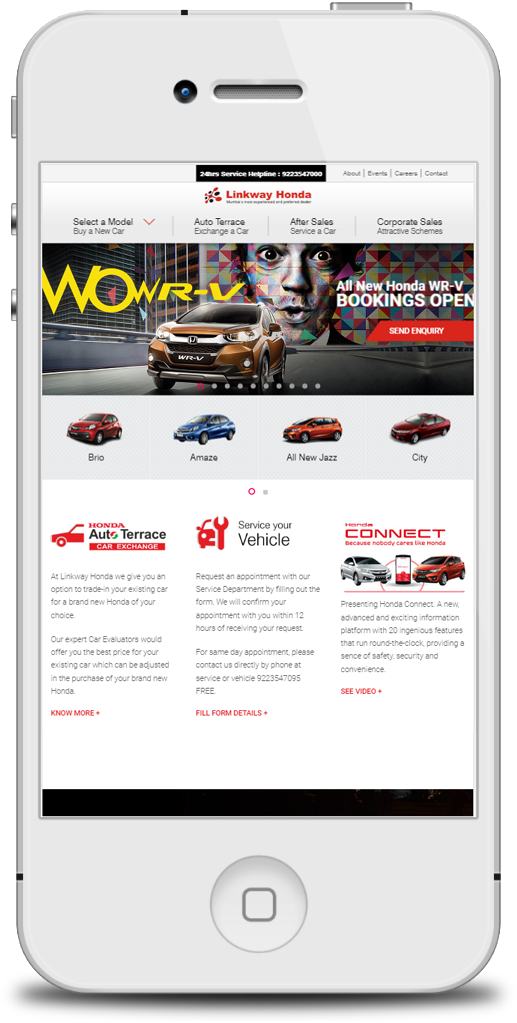 24hrs Service Helpline : 9223547000
About | Events | Careers | Contact
Linkway Honda
Mumbai's most experienced and preferred dealer
Select a Model
Buy a New Car
Auto Terrace
Exchange a Car
After Sales
Service a Car
Corporate Sales
Attractive Schemes
WOWR-V
All New Honda WR-V
BOOKINGS OPEN
SEND ENQUIRY
WR-V
Brio
Amaze
All New Jazz
City
HONDA
Auto Terrace
CAR EXCHANGE
At Linkway Honda we give you an
option to trade-in your existing car
for a brand new Honda of your
choice.
Our expert Car Evaluators would
offer you the best price for your
existing car which can be adjusted
in the purchase of your brand new
Honda.
KNOW MORE +
Service your
Vehicle
Request an appointment with our
Service Department by filling out the
form. We will confirm your
appointment with you within 12
hours of receiving your request.
For same day appointment, please
contact us directly by phone at
service or vehicle 9223547095
FREE.
FILL FORM DETAILS +
Honda
CONNECT
Because nobody cares like Honda
Presenting Honda Connect. A new,
advanced and exciting information
platform with 20 ingenious features
that run round-the-clock, providing a
sence of safety, security and
convenience.
SEE VIDEO +